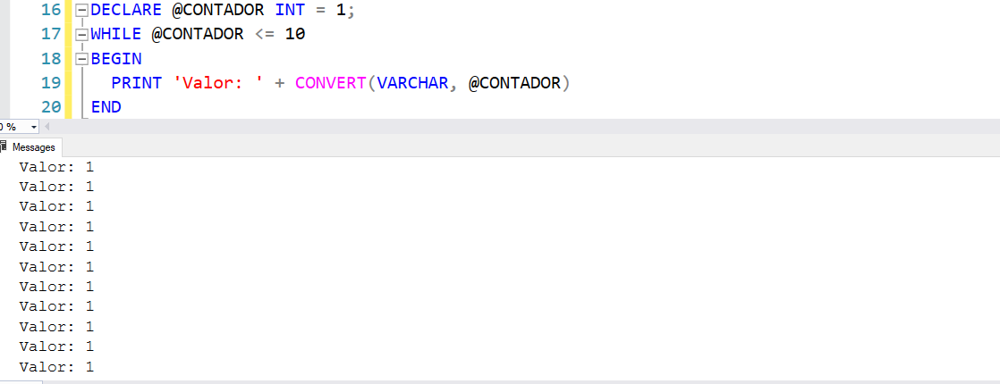 16 DECLARE @CONTADOR INT = 1;
17 WHILE @CONTADOR <= 10
18 BEGIN
19 PRINT 'Valor: ' + CONVERT(VARCHAR, @CONTADOR)
20 END
0 %
Messages
Valor: 1
Valor: 1
Valor: 1
Valor: 1
Valor: 1
Valor: 1
Valor: 1
Valor: 1
Valor: 1
Valor: 1
Valor: 1